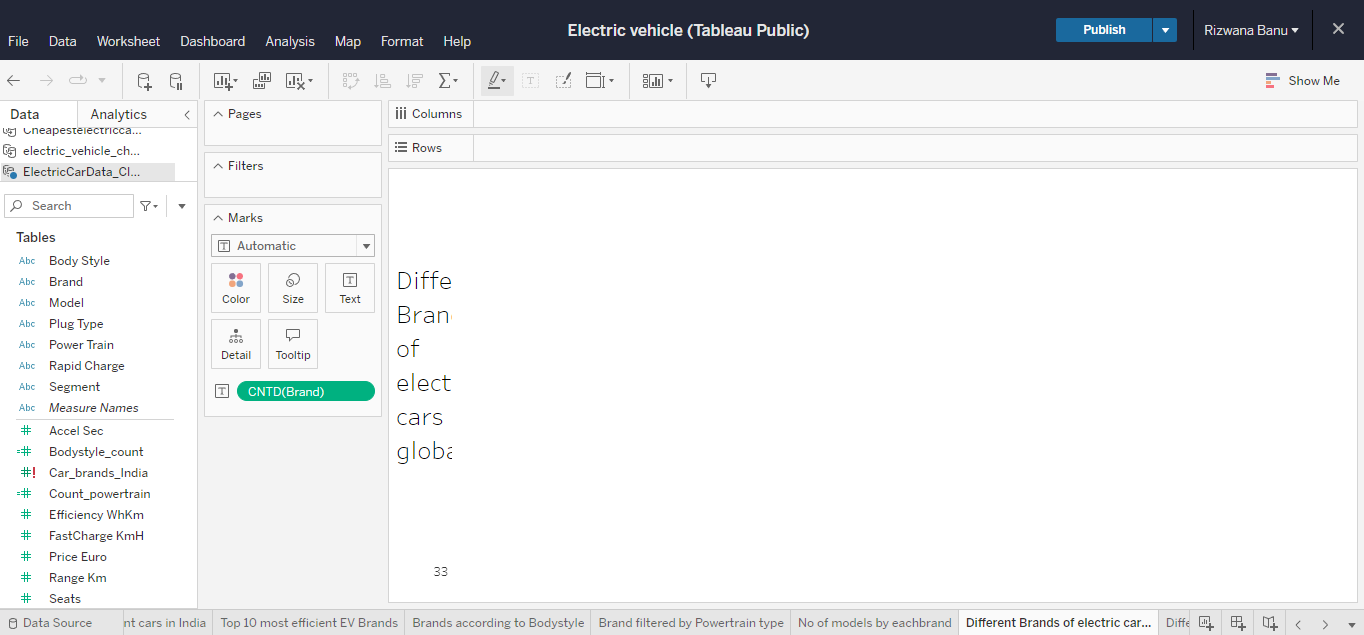 Electric vehicle (Tableau Public)
Publish
Rizwana Banu
File Data Worksheet Dashboard Analysis Map Format Help
Show Me
Data Analytics
Cheapestelectricca...
electric_vehicle_ch...
ElectricCarData_Cl...
Search
Tables
Abc Body Style
Abc Brand
Abc Model
Abc Plug Type
Abc Power Train
Abc Rapid Charge
Abc Segment
Abc Measure Names
Accel Sec
Bodystyle_count
Car_brands_India
Count_powertrain
Efficiency WhKm
FastCharge KmH
Price Euro
Range Km
Seats
Pages
Filters
Marks
Automatic
Color Size Text
Detail Tooltip
CNTD(Brand)
Columns
Rows
Diffe
Bran
of
elect
cars
globa
33
Data Source nt cars in India Top 10 most efficient EV Brands Brands according to Bodystyle Brand filtered by Powertrain type No of models by eachbrand Different Brands of electric car... Diffe